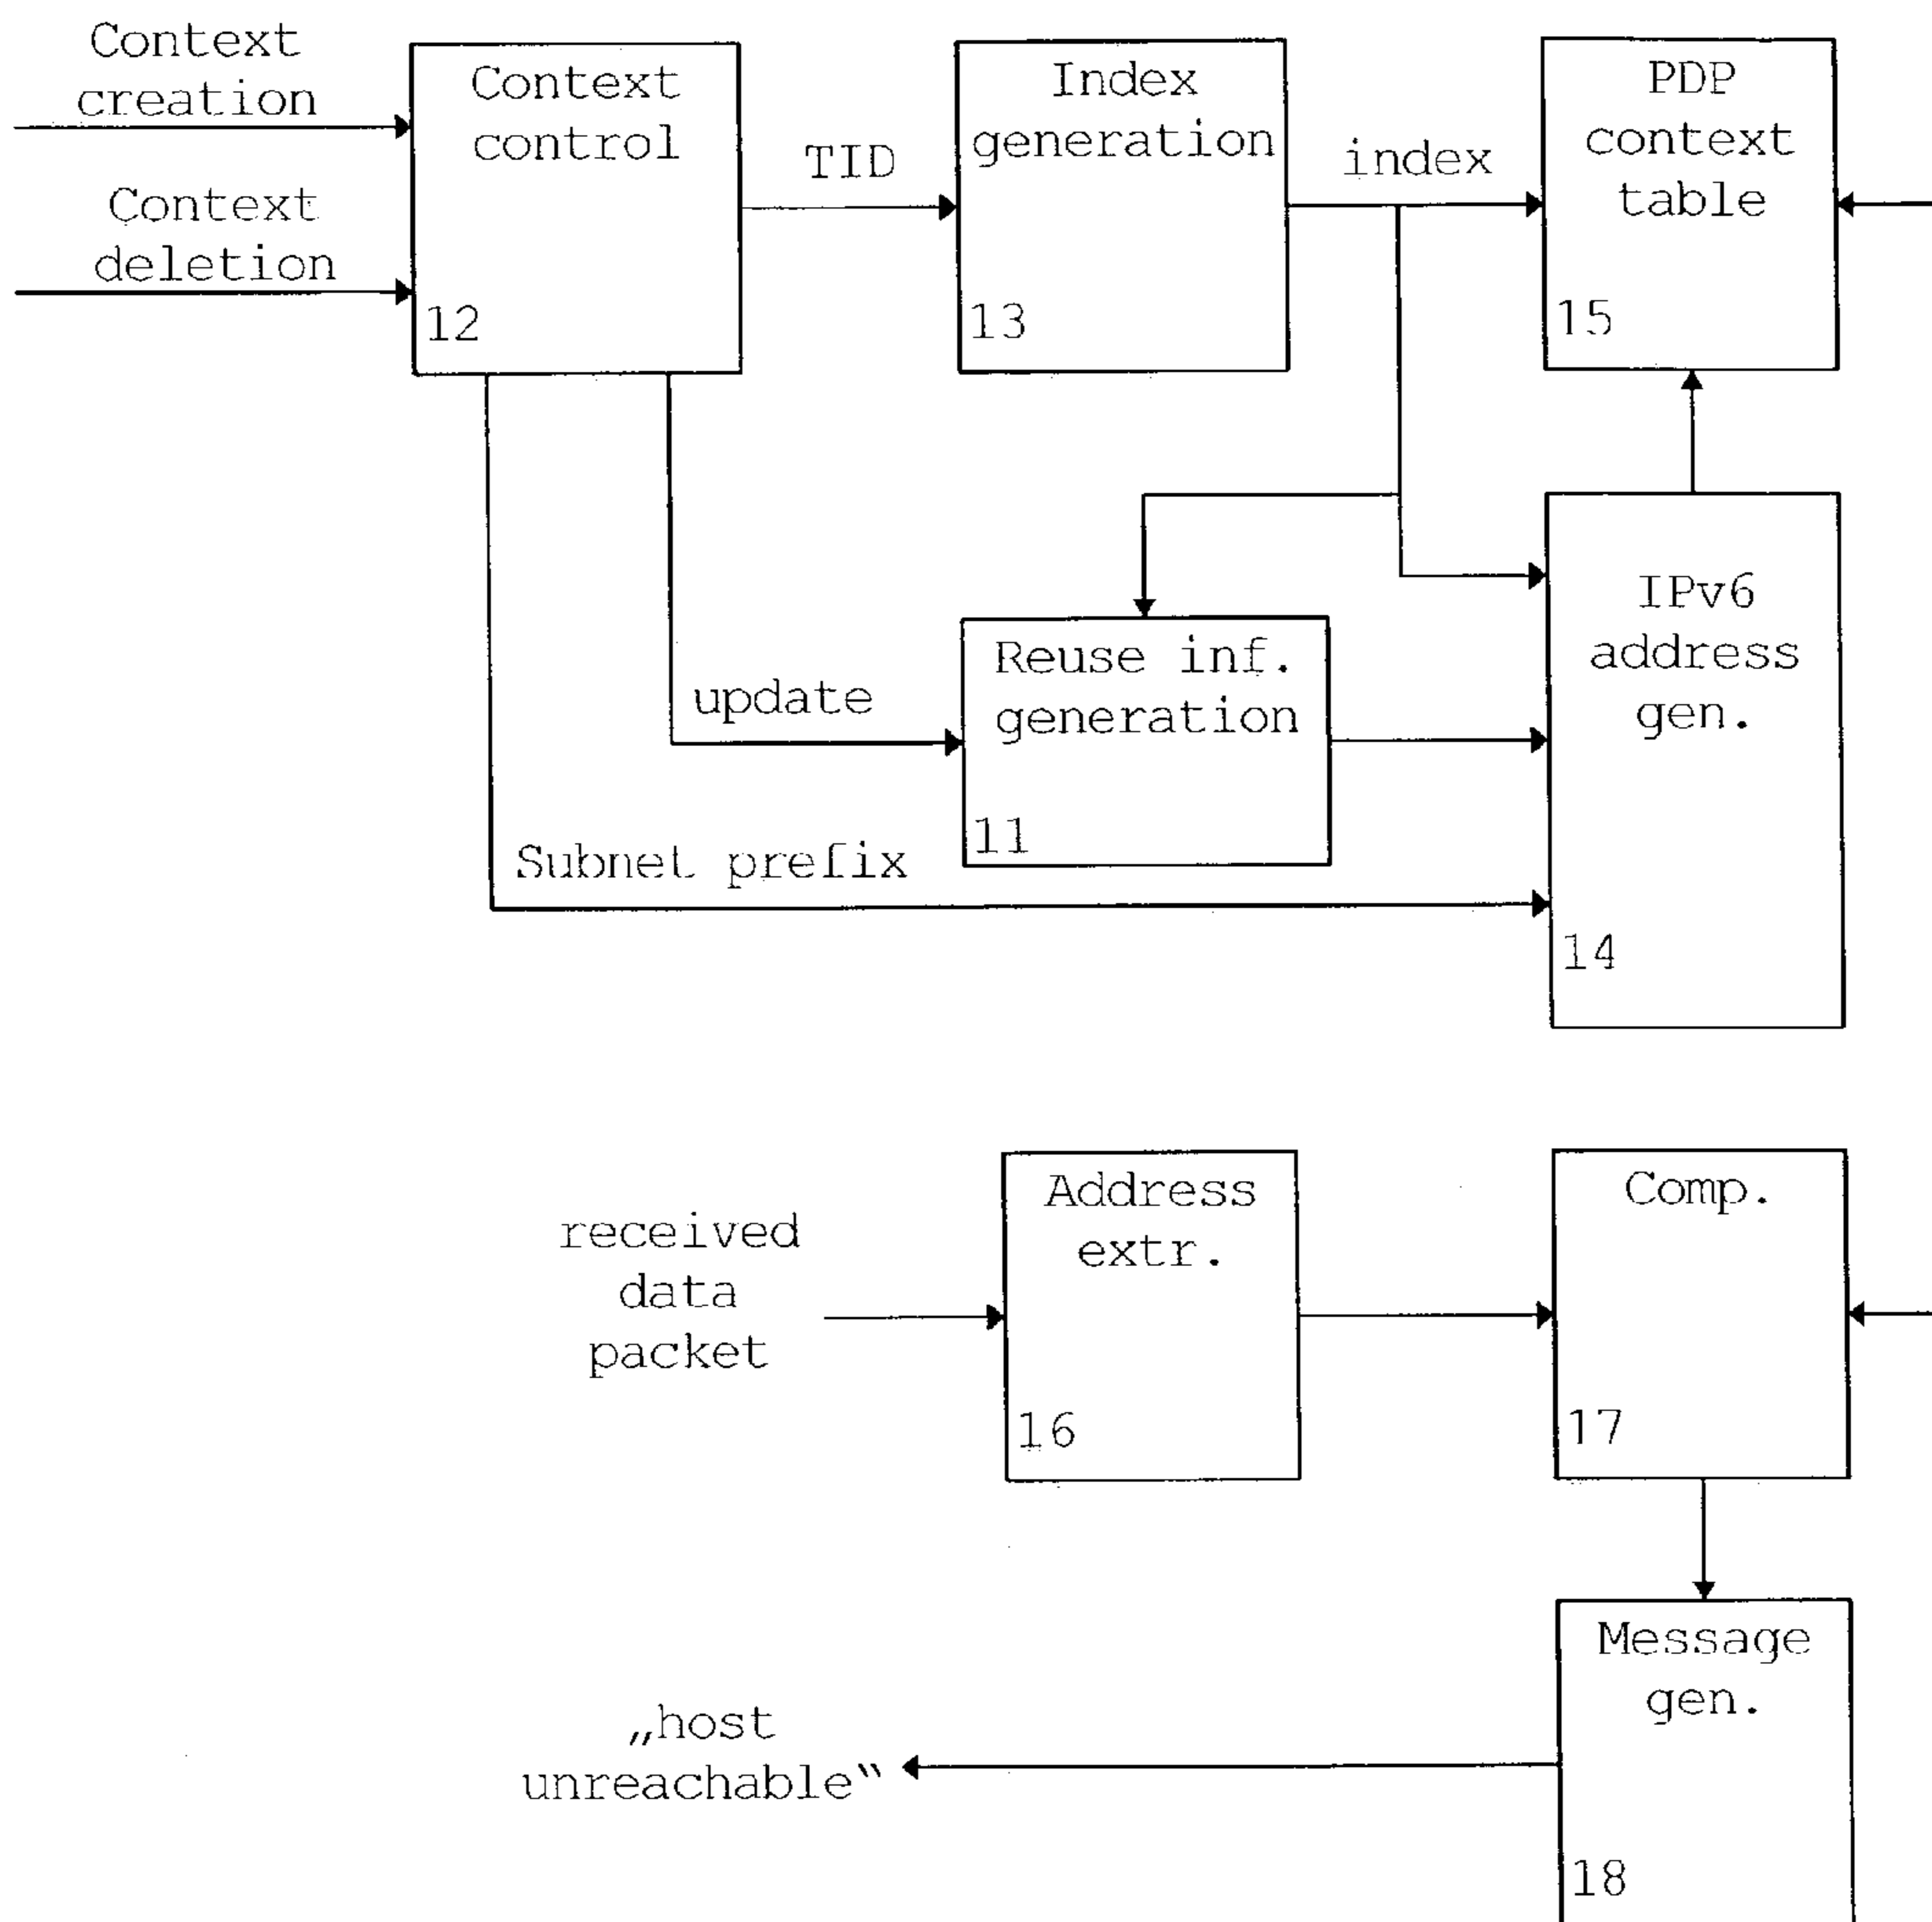 Context
creation
Context
deletion
Context
control
12
TID
Index
generation
13
index
PDP
context
table
15
update
Reuse inf.
generation
11
Subnet prefix
IPv6
address
gen.
14
received
data
packet
Address
extr.
16
Comp.
17
Message
gen.
18
„host
unreachable“